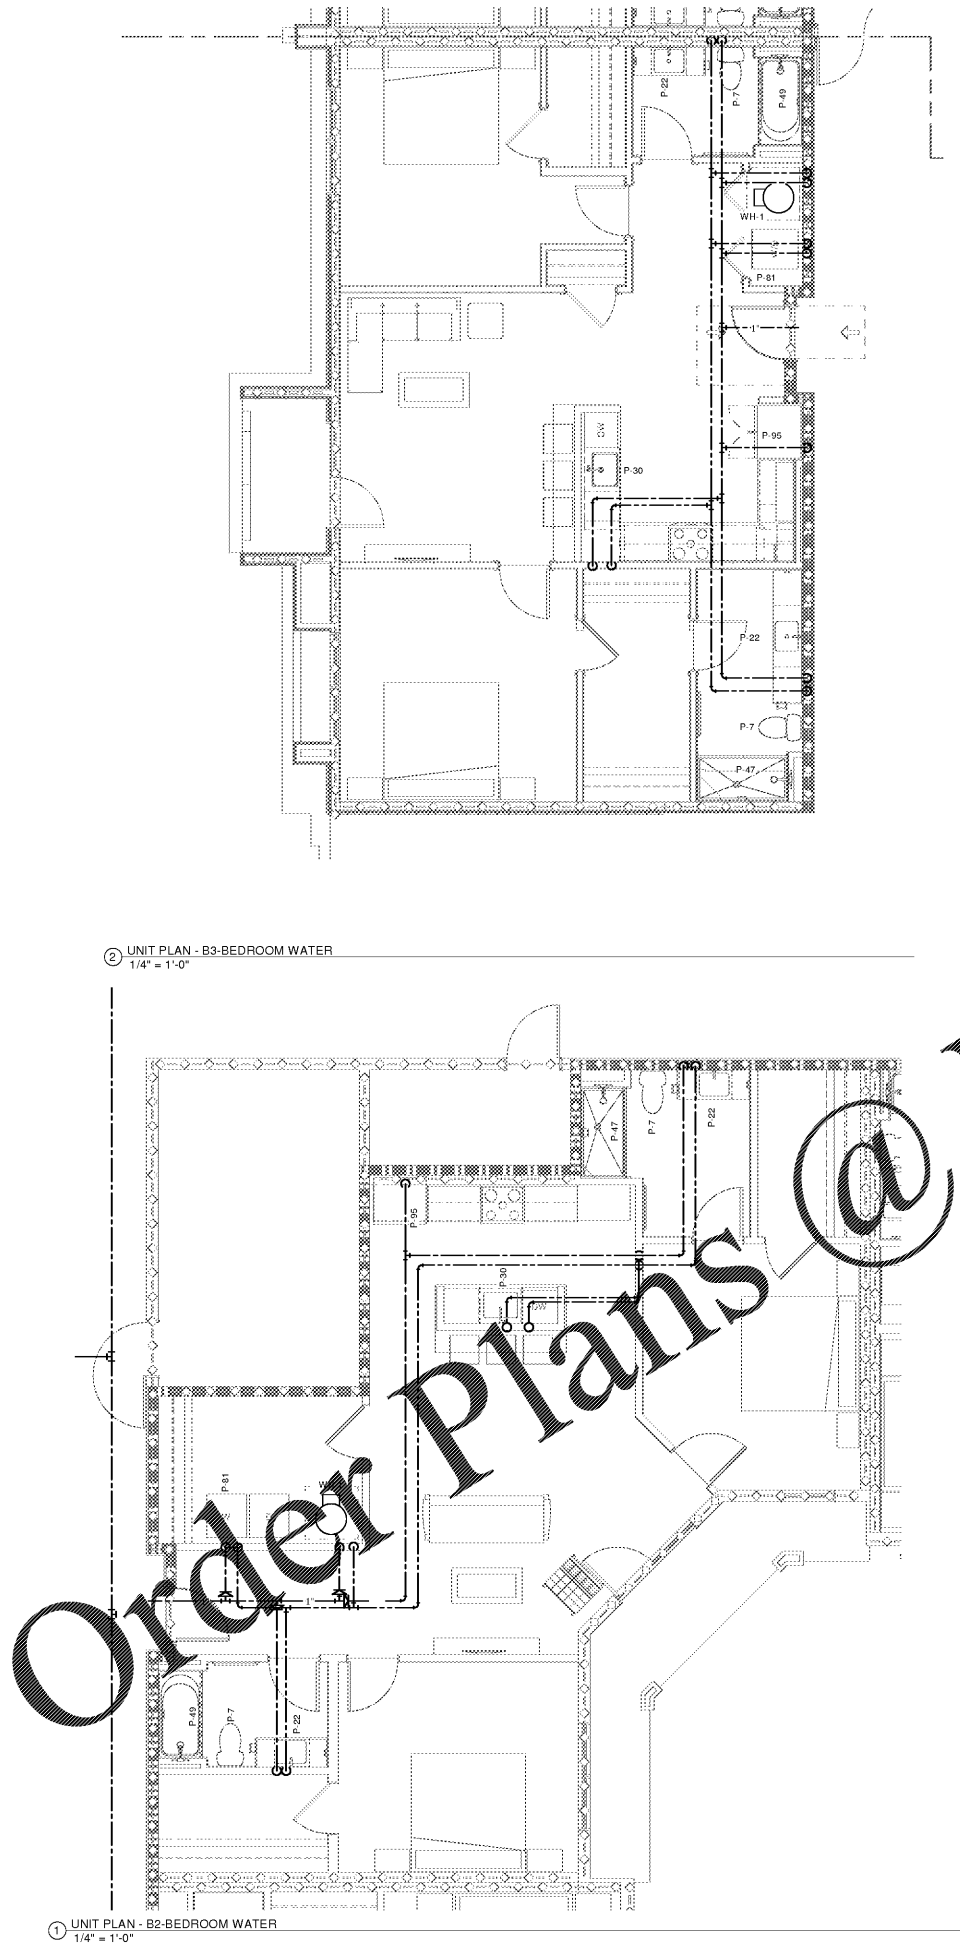 P-22
P-7
P-49
WH-1
P-81
1"
P-95
DW
P-30
P-22
P-7
P-47
2
UNIT PLAN - B3-BEDROOM WATER
1/4" = 1'-0"
P-47
P-7
P-22
P-95
P-30
DW
P-81
1"
P-49
P-7
P-22
Order Plans @
1
UNIT PLAN - B2-BEDROOM WATER
1/4" = 1'-0"